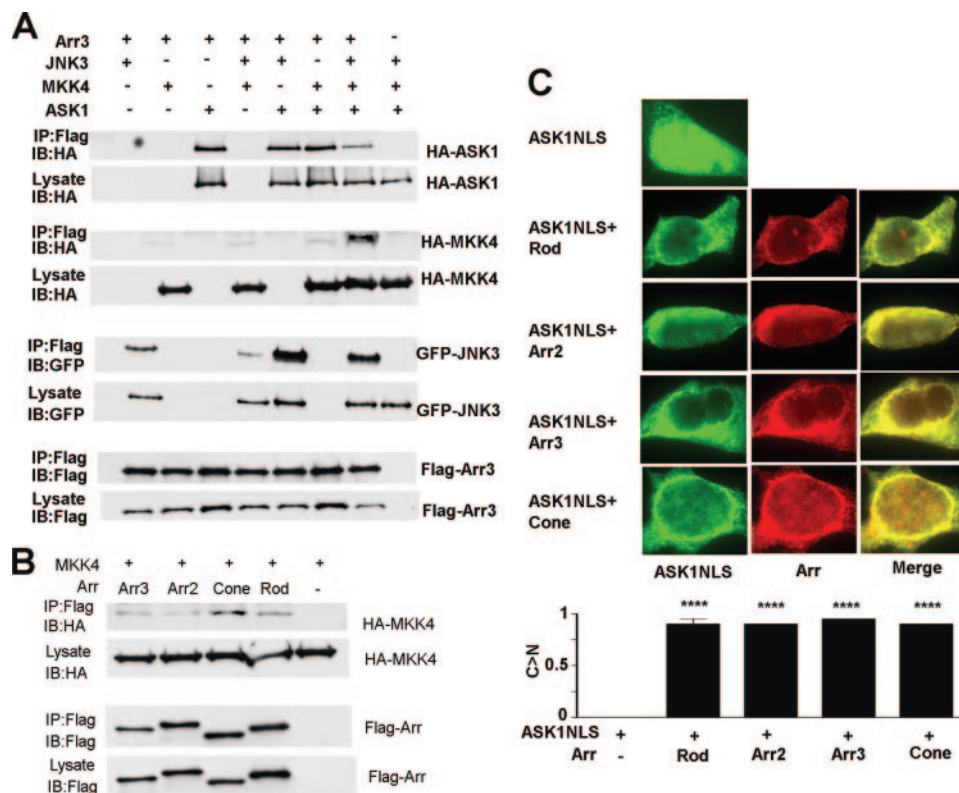 A
Arr3 + + + + + + + -
JNK3 + - - + + - + +
MKK4 - + - + - + + +
ASK1 - - + - + + + +
IP:Flag
IB:HA
HA-ASK1
Lysate
IB:HA
HA-ASK1
IP:Flag
IB:HA
HA-MKK4
Lysate
IB:HA
HA-MKK4
IP:Flag
IB:GFP
GFP-JNK3
Lysate
IB:GFP
GFP-JNK3
IP:Flag
IB:Flag
Flag-Arr3
Lysate
IB:Flag
Flag-Arr3
B
MKK4 + + + + +
Arr Arr3 Arr2 Cone Rod -
IP:Flag
IB:HA
HA-MKK4
Lysate
IB:HA
HA-MKK4
IP:Flag
IB:Flag
Flag-Arr
Lysate
IB:Flag
Flag-Arr
C
ASK1NLS
ASK1NLS+
Rod
ASK1NLS+
Arr2
ASK1NLS+
Arr3
ASK1NLS+
Cone
ASK1NLS Arr Merge
**** **** **** ****
1
0.5
0
C>N
ASK1NLS + + + + +
Arr - Rod Arr2 Arr3 Cone